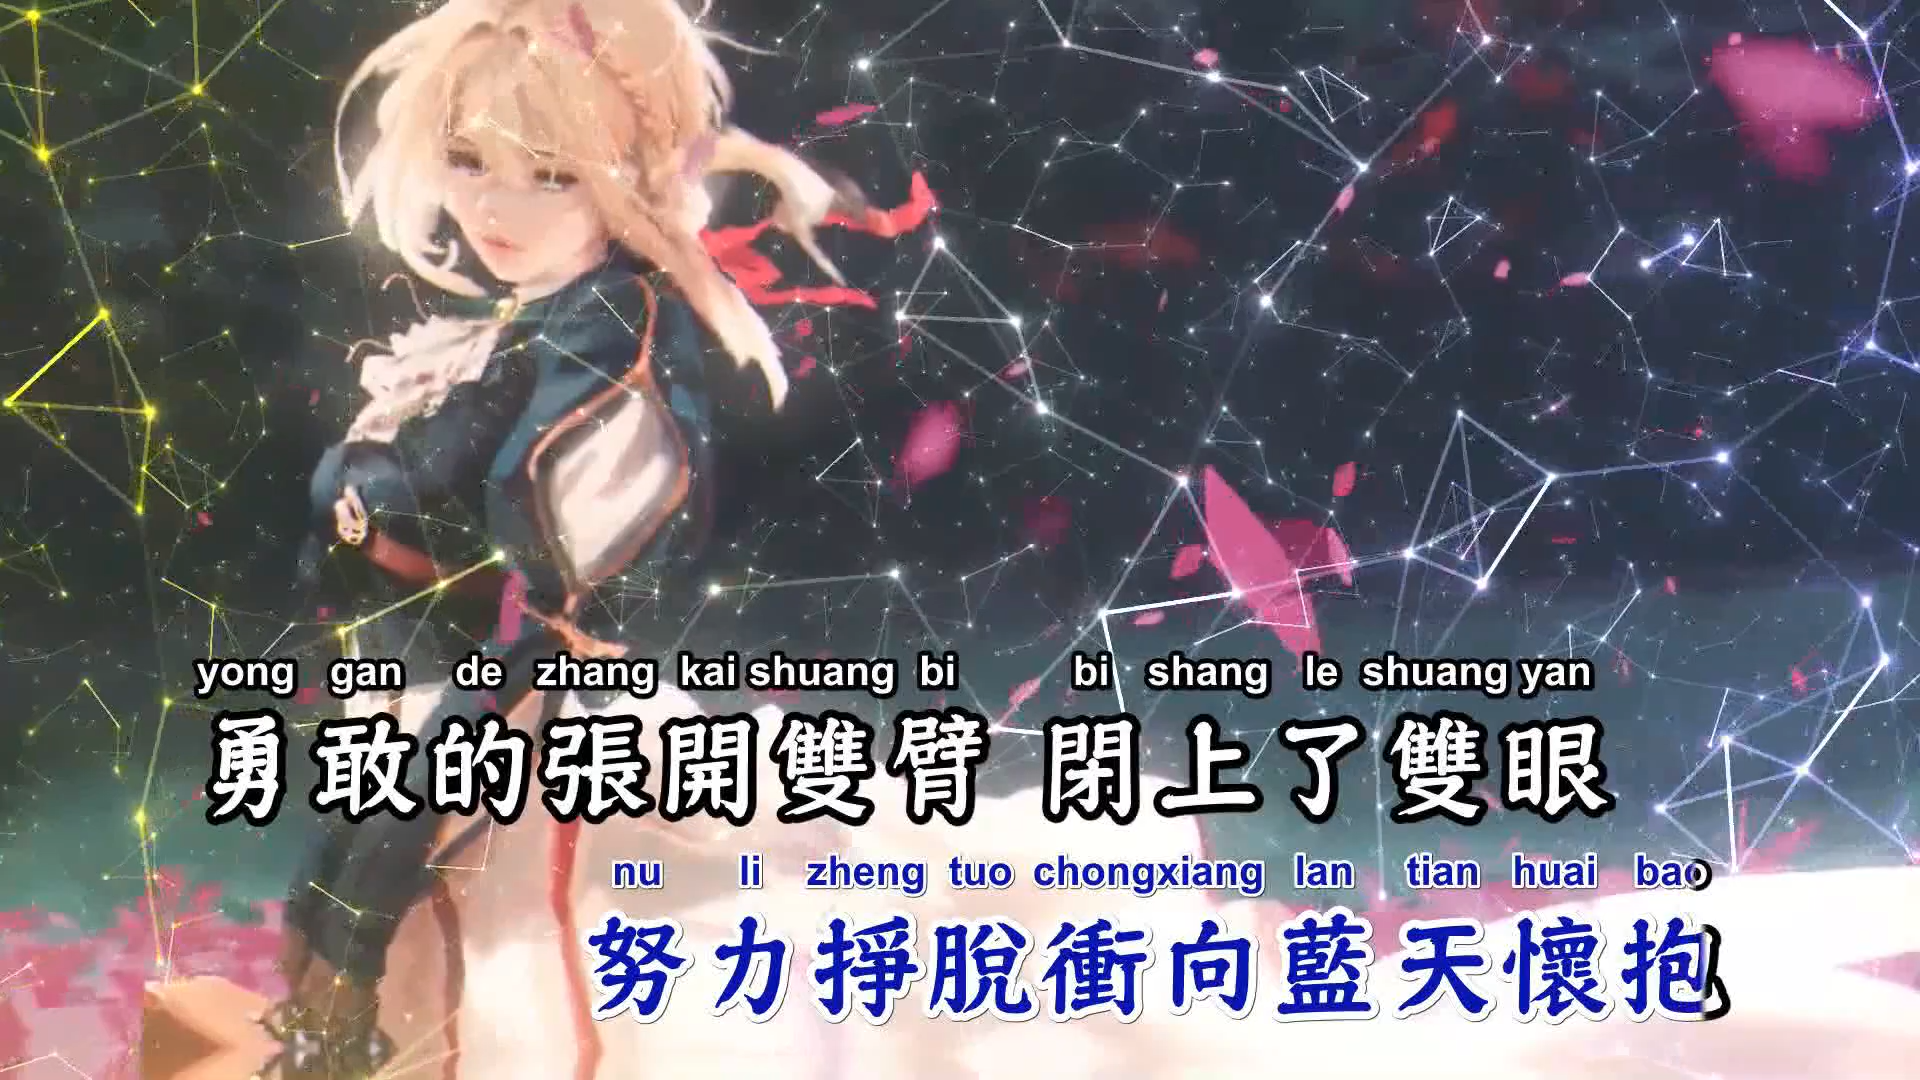 yong gan de zhang kai shuang bi bi shang le shuang yan
勇敢的張開雙臂 閉上了雙眼
nu li zheng tuo chongxiang lan tian huai bao
努力掙脫衝向藍天懷抱